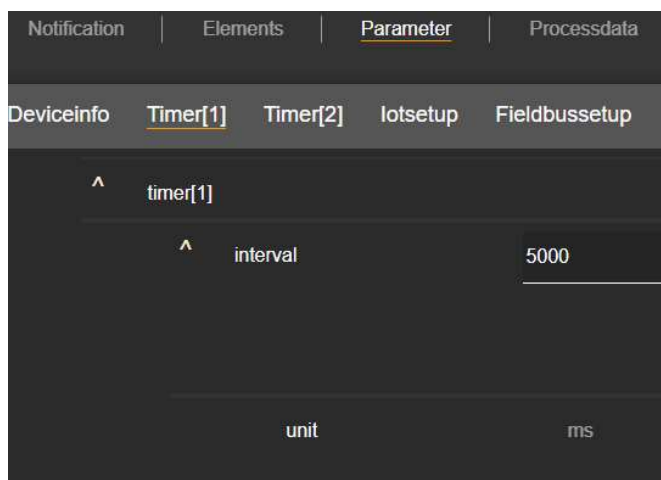 Notification | Elements | Parameter | Processdata
Deviceinfo Timer[1] Timer[2] Iotsetup Fieldbussetup
^ timer[1]
^ interval 5000
unit ms